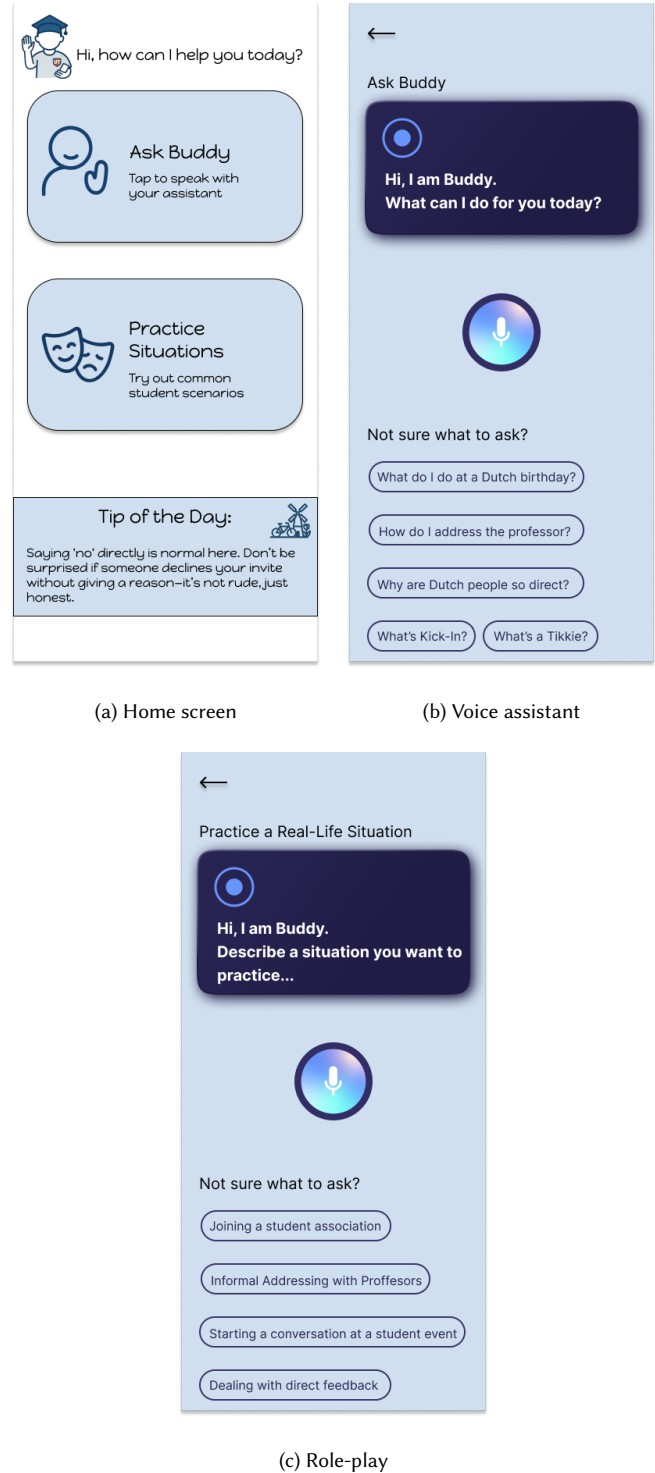 Hi, how can I help you today?
Ask Buddy
Tap to speak with
your assistant
Practice
Situations
Try out common
student scenarios
Tip of the Day:
Saying 'no' directly is normal here. Don't be
surprised if someone declines your invite
without giving a reason—it's not rude, just
honest.
(a) Home screen
Ask Buddy
Hi, I am Buddy.
What can I do for you today?
Not sure what to ask?
What do I do at a Dutch birthday?
How do I address the professor?
Why are Dutch people so direct?
What's Kick-In?
What's a Tikkie?
(b) Voice assistant
Practice a Real-Life Situation
Hi, I am Buddy.
Describe a situation you want to
practice...
Not sure what to ask?
Joining a student association
Informal Addressing with Proffesors
Starting a conversation at a student event
Dealing with direct feedback
(c) Role-play